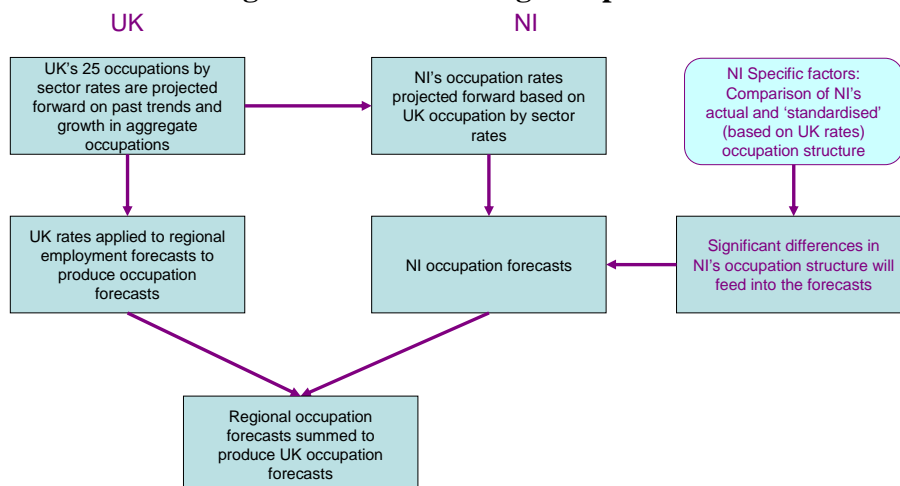 UK
NI
UK's 25 occupations by
sector rates are projected
forward on past trends and
growth in aggregate
occupations
NI's occupation rates
projected forward based on
UK occupation by sector
rates
NI Specific factors:
Comparison of NI's
actual and ‘standardised’
(based on UK rates)
occupation structure
UK rates applied to regional
employment forecasts to
produce occupation
forecasts
NI occupation forecasts
Significant differences in
NI's occupation structure will
feed into the forecasts
Regional occupation
forecasts summed to
produce UK occupation
forecasts